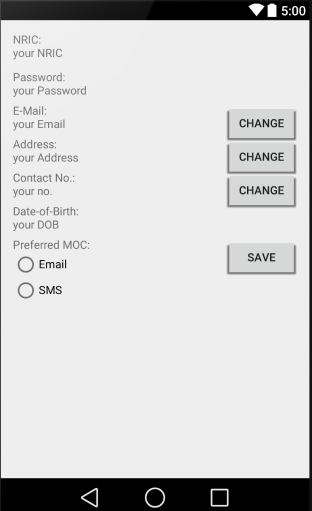 5:00
NRIC:
your NRIC
Password:
your Password
E-Mail:
your Email
CHANGE
Address:
your Address
CHANGE
Contact No.:
your no.
CHANGE
Date-of-Birth:
your DOB
Preferred MOC:
Email
SAVE
SMS